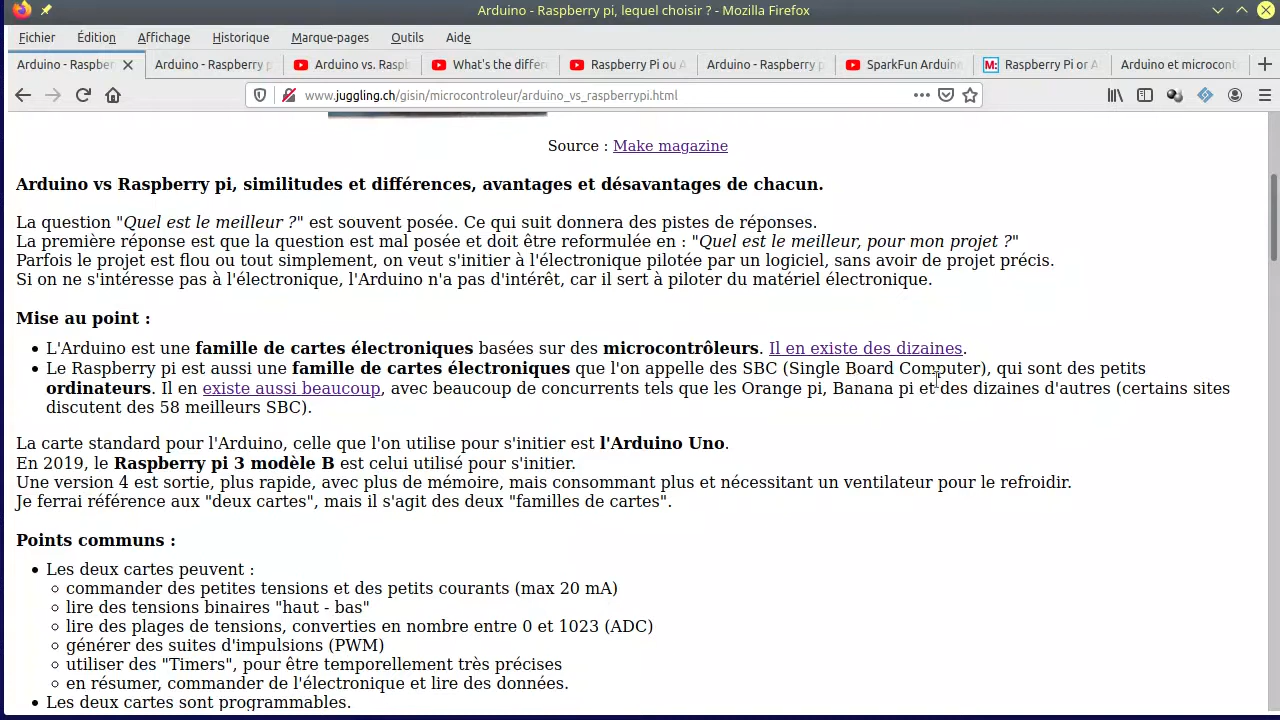 Arduino - Raspberry pi, lequel choisir ? - Mozilla Firefox
Fichier Édition Affichage Historique Marque-pages Outils Aide
Arduino - Raspber Arduino - Raspberry p Arduino vs. Raspb What's the differen Raspberry Pi ou A Arduino - Raspberry p SparkFun Arduino M: Raspberry Pi or A Arduino et microcont
www.juggling.ch/gisin/microcontroleur/arduino_vs_raspberrypi.html
Source : Make magazine
Arduino vs Raspberry pi, similitudes et différences, avantages et désavantages de chacun.
La question "Quel est le meilleur ?" est souvent posée. Ce qui suit donnera des pistes de réponses.
La première réponse est que la question est mal posée et doit être reformulée en : "Quel est le meilleur, pour mon projet ?"
Parfois le projet est flou ou tout simplement, on veut s'initier à l'électronique pilotée par un logiciel, sans avoir de projet précis.
Si on ne s'intéresse pas à l'électronique, l'Arduino n'a pas d'intérêt, car il sert à piloter du matériel électronique.
Mise au point :
• L'Arduino est une famille de cartes électroniques basées sur des microcontrôleurs. Il en existe des dizaines.
• Le Raspberry pi est aussi une famille de cartes électroniques que l'on appelle des SBC (Single Board Computer), qui sont des petits
ordinateurs. Il en existe aussi beaucoup, avec beaucoup de concurrents tels que les Orange pi, Banana pi et des dizaines d'autres (certains sites
discutent des 58 meilleurs SBC).
La carte standard pour l'Arduino, celle que l'on utilise pour s'initier est l'Arduino Uno.
En 2019, le Raspberry pi 3 modèle B est celui utilisé pour s'initier.
Une version 4 est sortie, plus rapide, avec plus de mémoire, mais consommant plus et nécessitant un ventilateur pour le refroidir.
Je ferrai référence aux "deux cartes", mais il s'agit des deux "familles de cartes".
Points communs :
• Les deux cartes peuvent :
◦ commander des petites tensions et des petits courants (max 20 mA)
◦ lire des tensions binaires "haut - bas"
◦ lire des plages de tensions, converties en nombre entre 0 et 1023 (ADC)
◦ générer des suites d'impulsions (PWM)
◦ utiliser des "Timers", pour être temporellement très précises
◦ en résumer, commander de l'électronique et lire des données.
• Les deux cartes sont programmables.